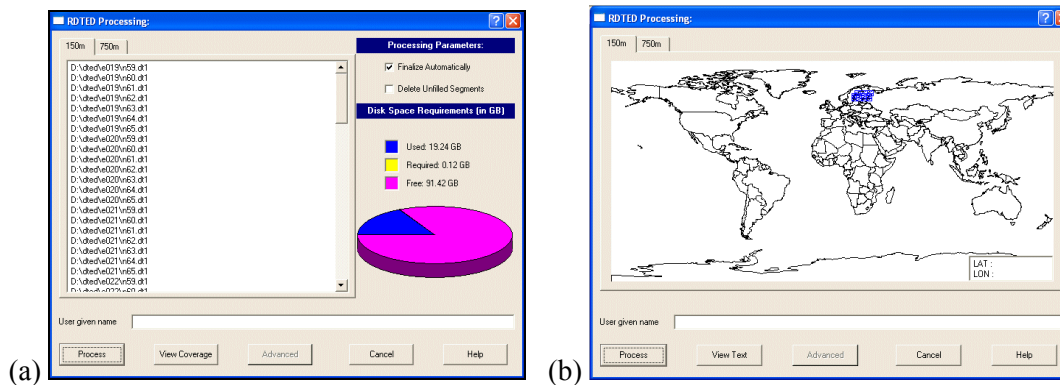 RDTED Processing:
150m 750m
D:\dted\e019\n59.dt1
D:\dted\e019\n60.dt1
D:\dted\e019\n61.dt1
D:\dted\e019\n62.dt1
D:\dted\e019\n63.dt1
D:\dted\e019\n64.dt1
D:\dted\e019\n65.dt1
D:\dted\e020\n59.dt1
D:\dted\e020\n60.dt1
D:\dted\e020\n61.dt1
D:\dted\e020\n62.dt1
D:\dted\e020\n63.dt1
D:\dted\e020\n64.dt1
D:\dted\e020\n65.dt1
D:\dted\e021\n59.dt1
D:\dted\e021\n60.dt1
D:\dted\e021\n61.dt1
D:\dted\e021\n62.dt1
D:\dted\e021\n63.dt1
D:\dted\e021\n64.dt1
D:\dted\e021\n65.dt1
D:\dted\e022\n59.dt1
D:\dted\e022\n60.dt1
Processing Parameters:
Finalize Automatically
Delete Unfilled Segments
Disk Space Requirements (in GB)
Used: 19.24 GB
Required: 0.12 GB
Free: 91.42 GB
User given name
Process View Coverage Advanced Cancel Help
(a)
RDTED Processing:
150m 750m
LAT :
LON :
User given name
Process View Text Advanced Cancel Help
(b)